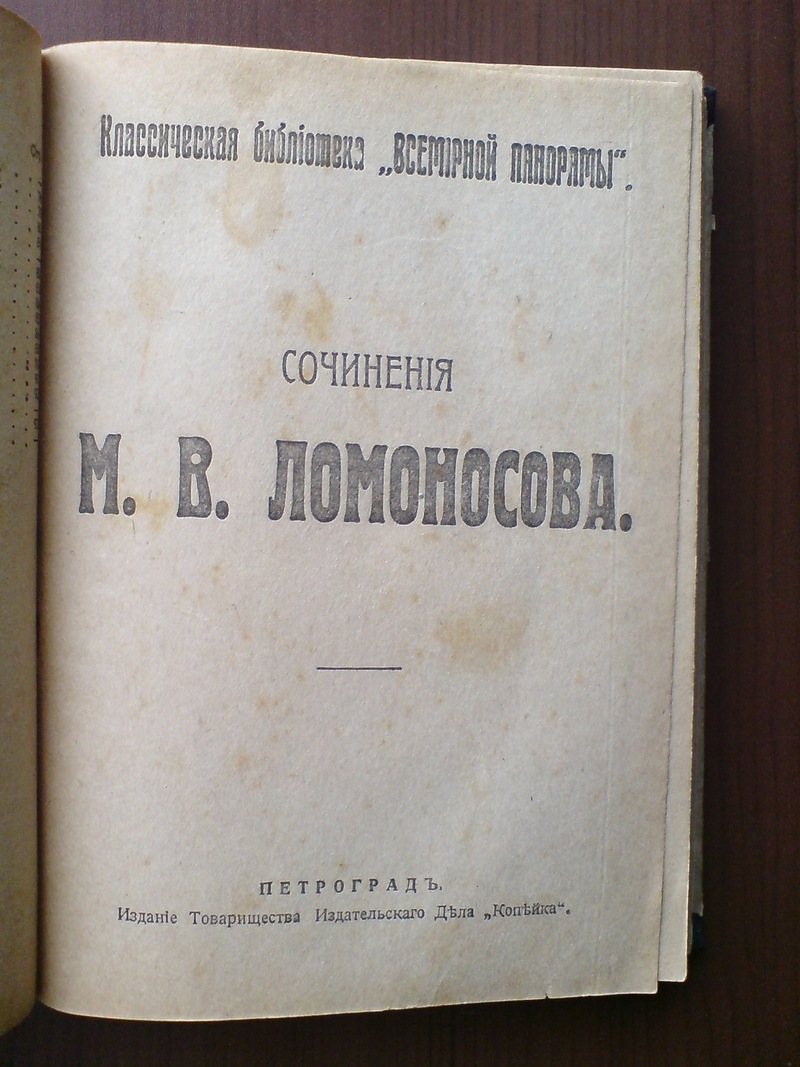 Классическая библіотека „ВСЕМІРНОЙ ПАНОРАМЫ“.
СОЧИНЕНІЯ
М. В. ЛОМОНОСОВА.
ПЕТРОГРАДЪ.
Изданіе Товарищества Издательскаго Дѣла „Копѣйка“.